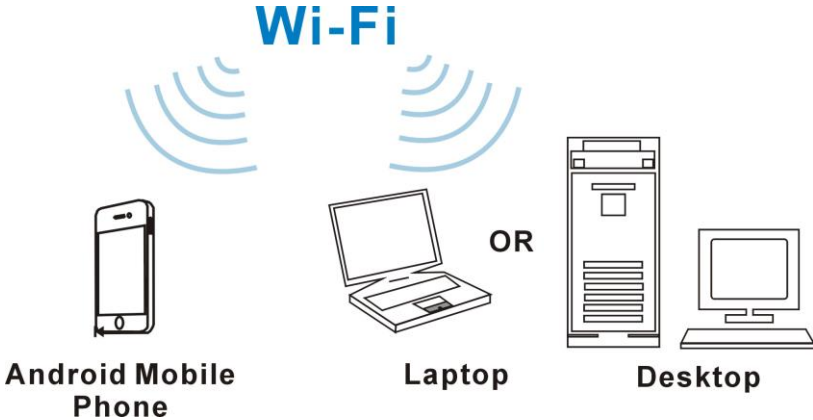 Wi-Fi
OR
Android Mobile
Phone
Laptop
Desktop